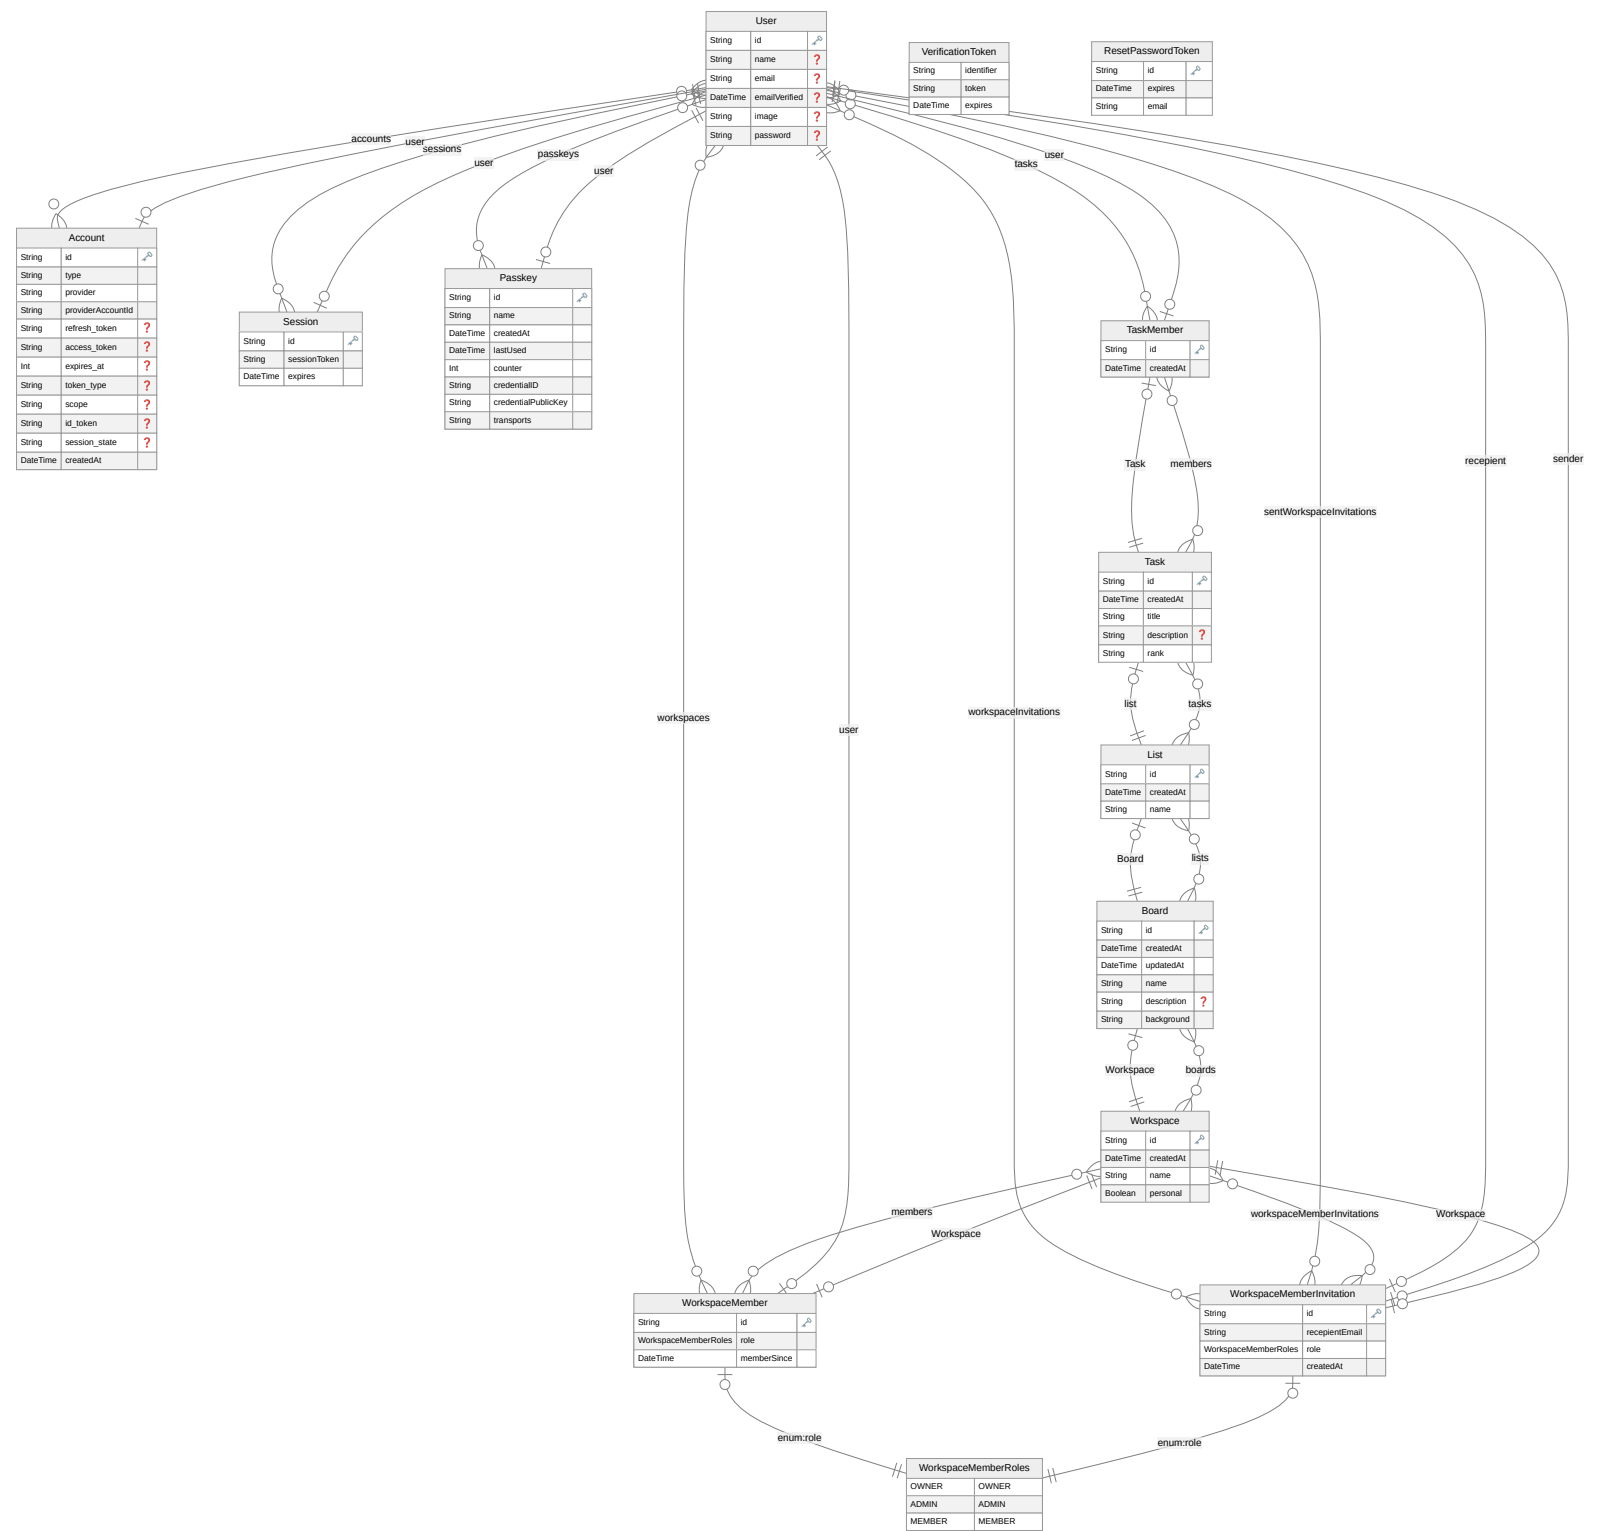 User
String id
String name ❓
String email ❓
DateTime emailVerified ❓
String image ❓
String password ❓
VerificationToken
String identifier
String token
DateTime expires
ResetPasswordToken
String id
DateTime expires
String email
accounts
user
sessions
user
passkeys
user
tasks
user
Account
String id
String type
String provider
String providerAccountId
String refresh_token ❓
String access_token ❓
Int expires_at ❓
String token_type ❓
String scope ❓
String id_token ❓
String session_state ❓
DateTime createdAt
Session
String id
String sessionToken
DateTime expires
Passkey
String id
String name
DateTime createdAt
DateTime lastUsed
Int counter
String credentialID
String credentialPublicKey
String transports
TaskMember
String id
DateTime createdAt
Task
members
recepient
sender
sentWorkspaceInvitations
Task
String id
DateTime createdAt
String title
String description ❓
String rank
list
tasks
workspaces
user
workspaceInvitations
List
String id
DateTime createdAt
String name
Board
lists
Board
String id
DateTime createdAt
DateTime updatedAt
String name
String description ❓
String background
Workspace
boards
Workspace
String id
DateTime createdAt
String name
Boolean personal
members
Workspace
workspaceMemberInvitations
Workspace
WorkspaceMember
String id
WorkspaceMemberRoles role
DateTime memberSince
WorkspaceMemberInvitation
String id
String recepientEmail
WorkspaceMemberRoles role
DateTime createdAt
enum:role
enum:role
WorkspaceMemberRoles
OWNER OWNER
ADMIN ADMIN
MEMBER MEMBER